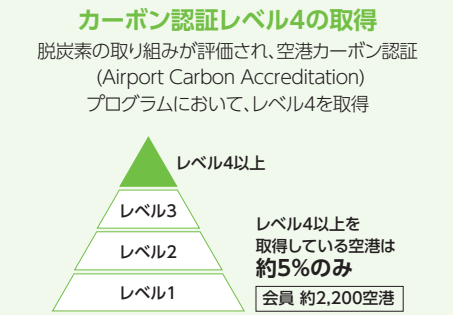 カーボン認証レベル4の取得
脱炭素の取り組みが評価され、空港カーボン認証
(Airport Carbon Accreditation)
プログラムにおいて、レベル4を取得
レベル4以上
レベル3
レベル2
レベル1
レベル4以上を
取得している空港は
約5%のみ
会員 約2,200空港